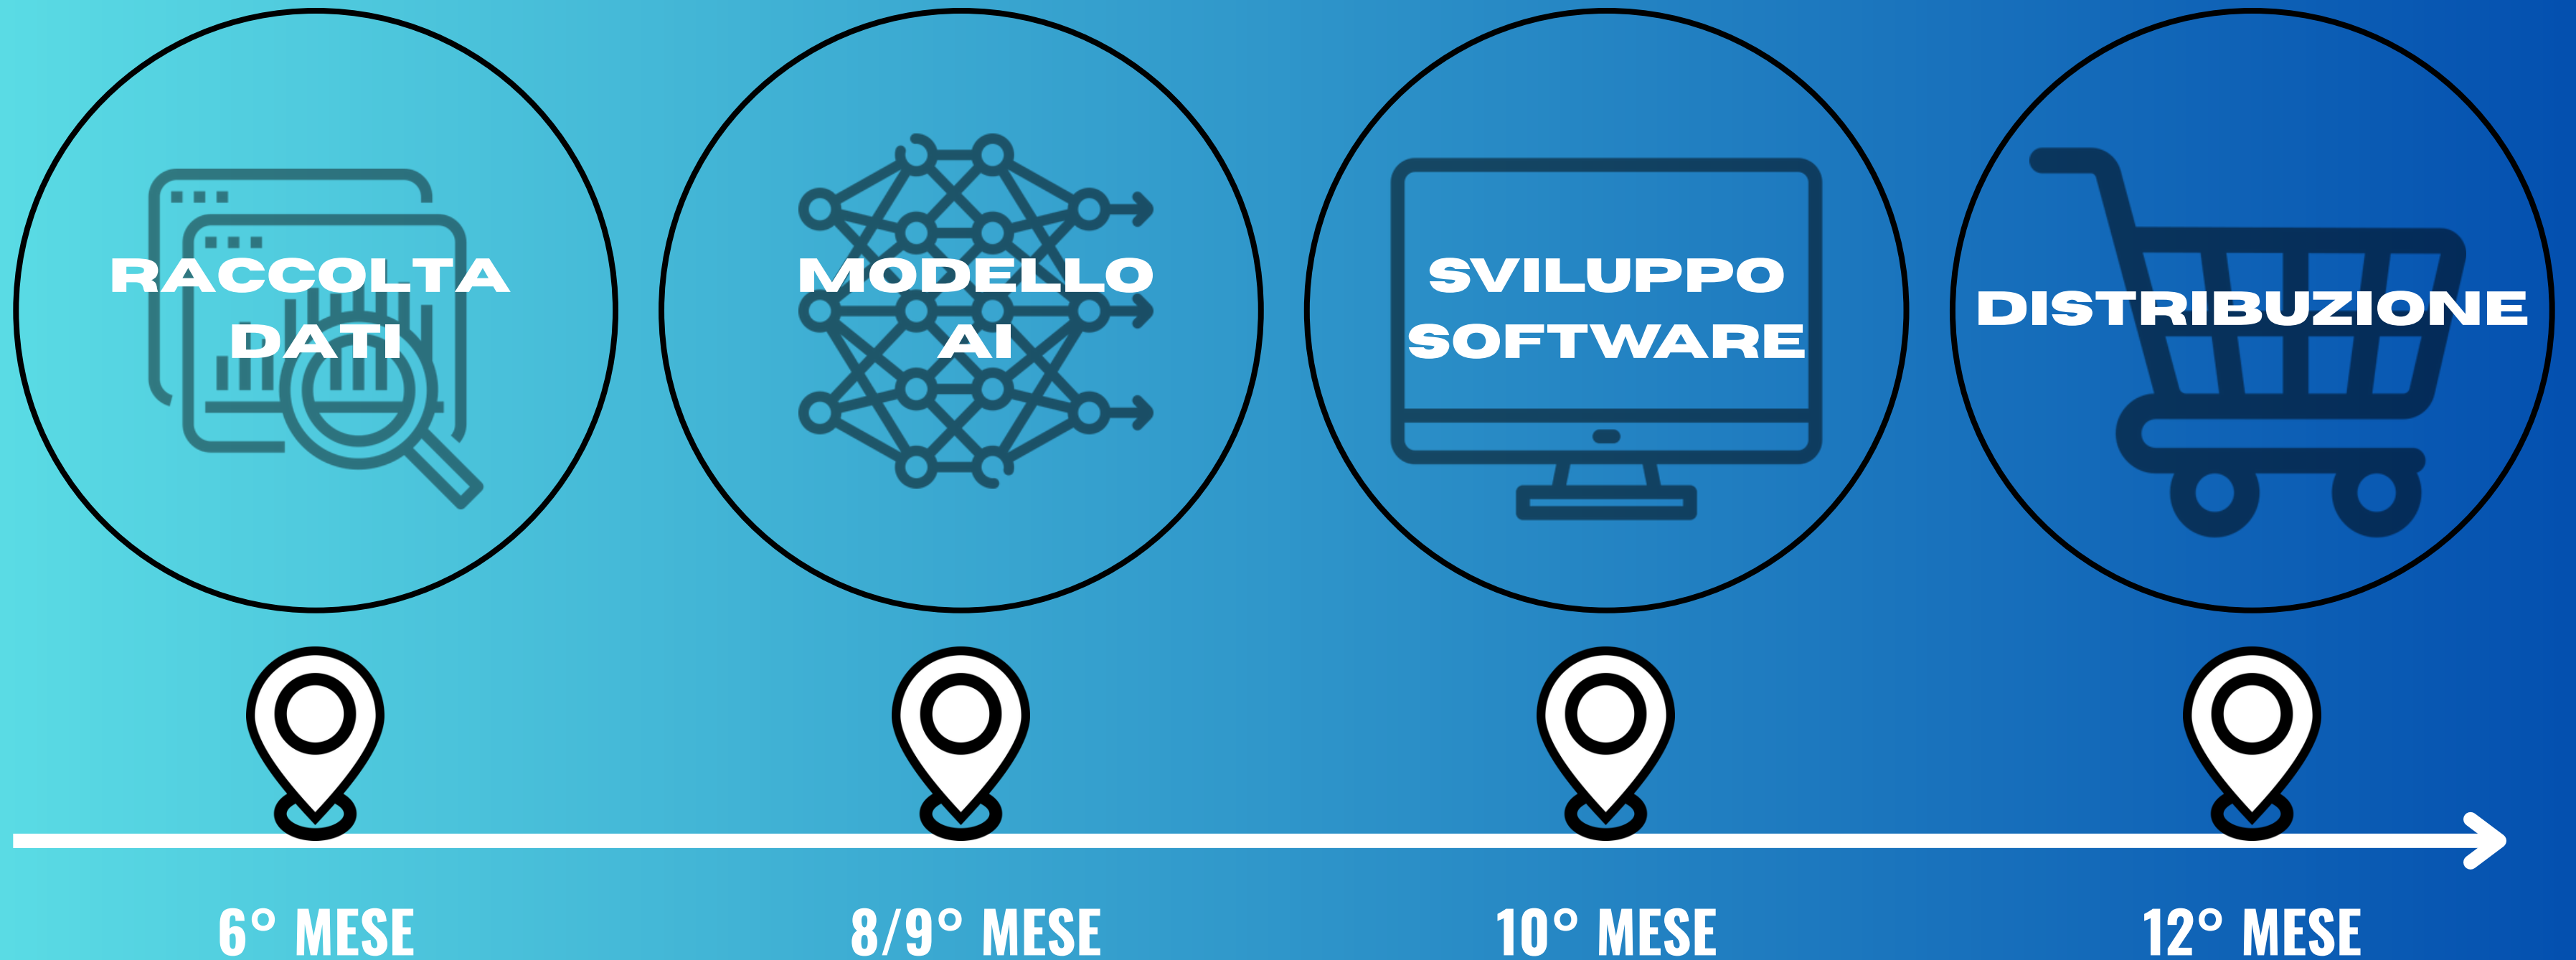 RACCOLTA
DATI
MODELLO
AI
SVILUPPO
SOFTWARE
DISTRIBUZIONE
6° MESE
8/9° MESE
10° MESE
12° MESE